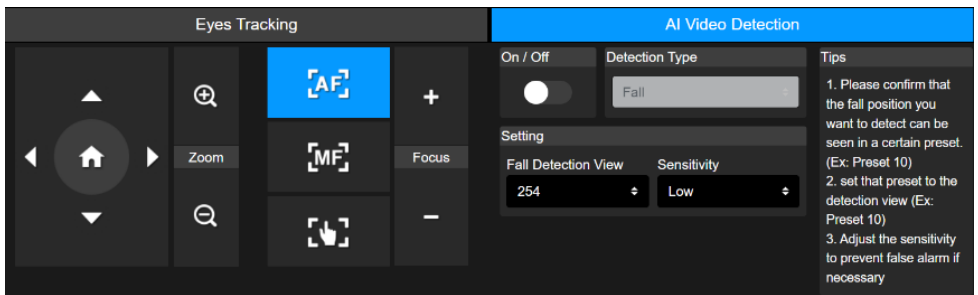 Eyes Tracking
AI Video Detection
Zoom
AF
MF
Focus
On / Off
Detection Type
Fall
Setting
Fall Detection View
Sensitivity
254
Low
Tips
1. Please confirm that
the fall position you
want to detect can be
seen in a certain preset.
(Ex: Preset 10)
2. set that preset to the
detection view (Ex:
Preset 10)
3. Adjust the sensitivity
to prevent false alarm if
necessary